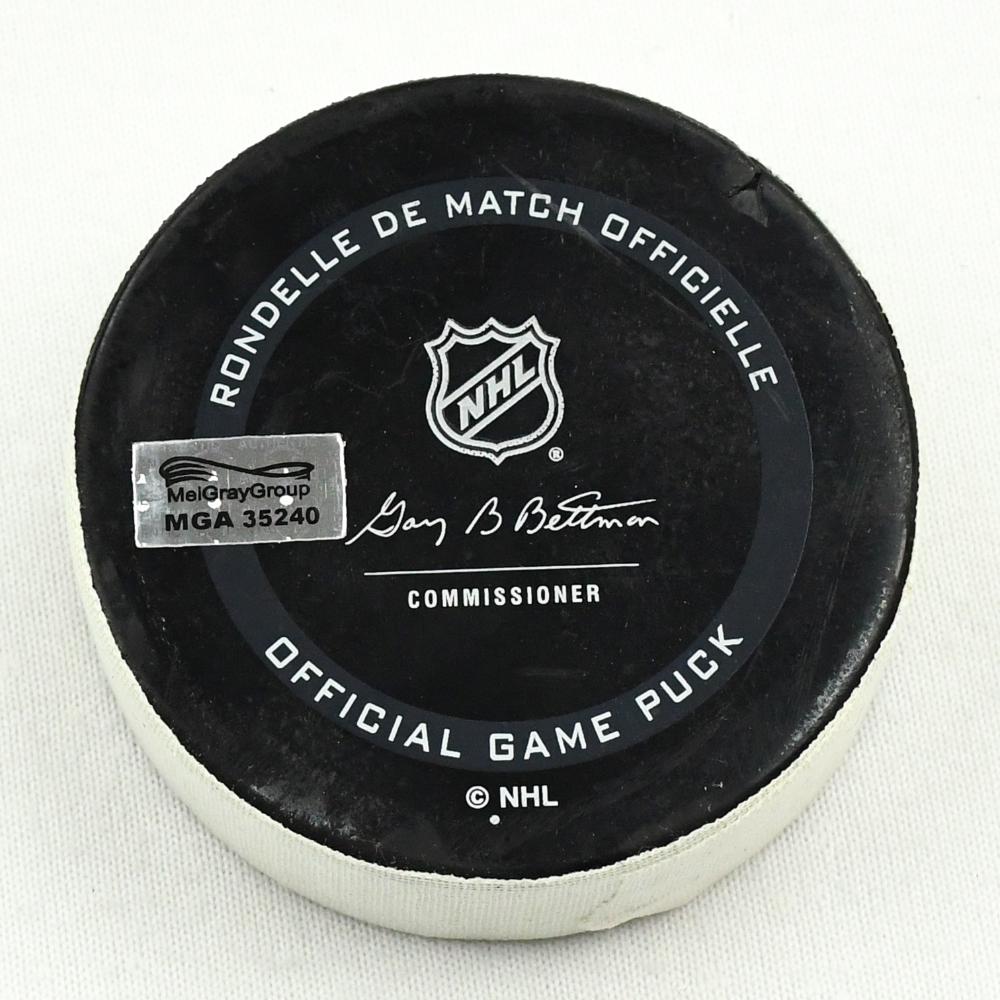 RONDELLE DE MATCH OFFICIELLE
NHL
®
MeiGrayGroup
MGA 35240
Gary B Bettman
COMMISSIONER
OFFICIAL GAME PUCK
© NHL